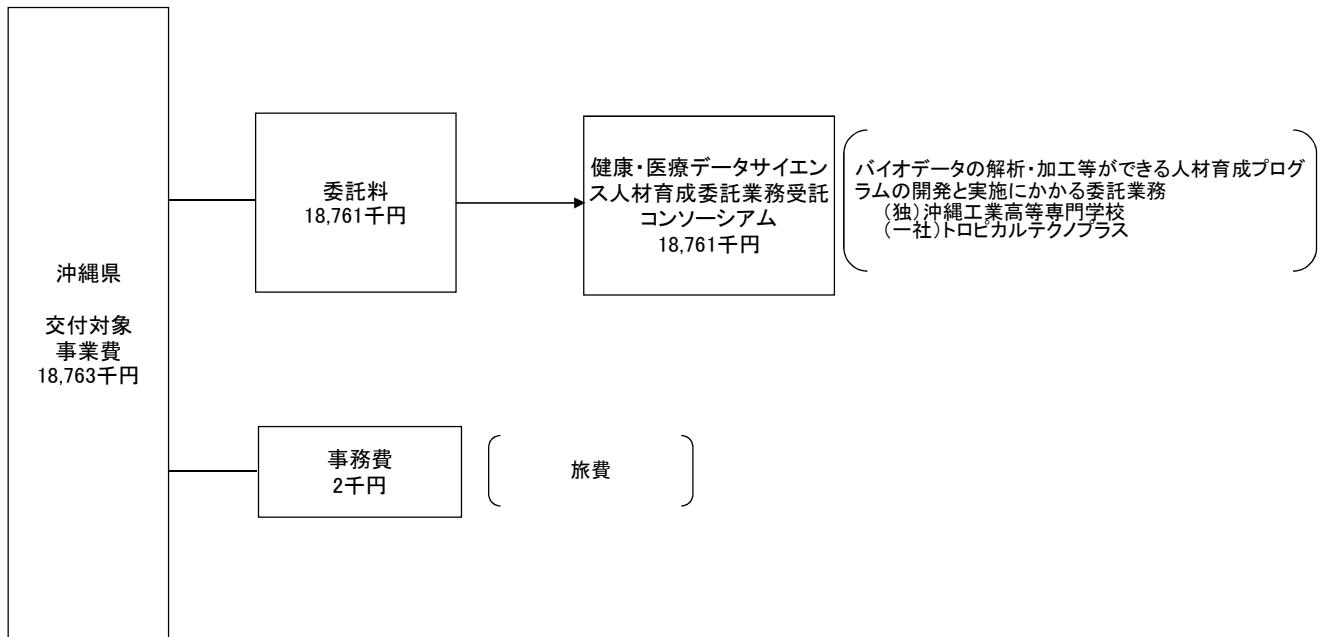 沖縄県
交付対象
事業費
18,763千円
委託料
18,761千円
健康・医療データサイエン
ス人材育成委託業務受託
コンソーシアム
18,761千円
バイオデータの解析・加工等ができる人材育成プログ
ラムの開発と実施にかかる委託業務
(独)沖縄工業高等専門学校
(一社)トロピカルテクノプラス
事務費
2千円
旅費